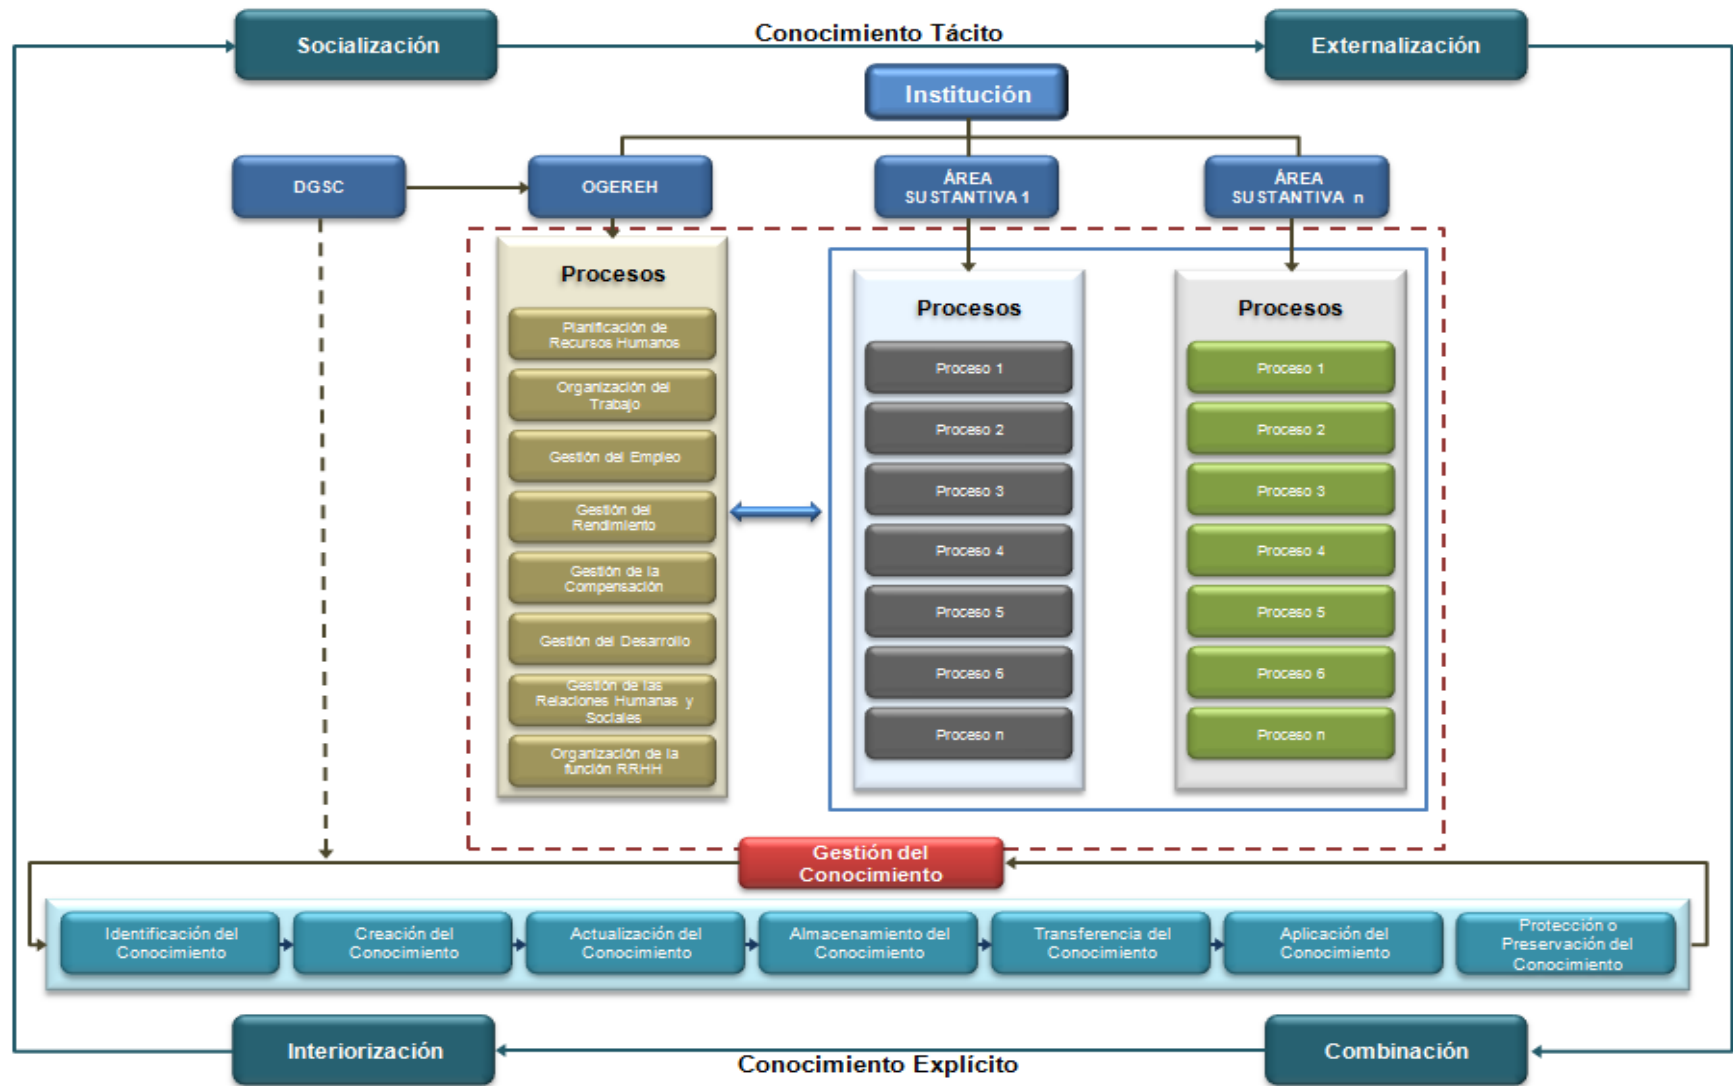 Socialización
Conocimiento Tácito
Externalización
Institución
DGSC
OGEREH
ÁREA
SUSTANTIVA 1
ÁREA
SUSTANTIVA n
Procesos
Planificación de
Recursos Humanos
Organización del
Trabajo
Gestión del Empleo
Gestión del
Rendimiento
Gestión de la
Compensación
Gestión del Desarrollo
Gestión de las
Relaciones Humanas y
Sociales
Organización de la
función RRHH
Procesos
Proceso 1
Proceso 2
Proceso 3
Proceso 4
Proceso 5
Proceso 6
Proceso n
Procesos
Proceso 1
Proceso 2
Proceso 3
Proceso 4
Proceso 5
Proceso 6
Proceso n
Gestión del
Conocimiento
Identificación del
Conocimiento
Creación del
Conocimiento
Actualización del
Conocimiento
Almacenamiento del
Conocimiento
Transferencia del
Conocimiento
Aplicación del
Conocimiento
Protección o
Preservación del
Conocimiento
Interiorización
Conocimiento Explícito
Combinación